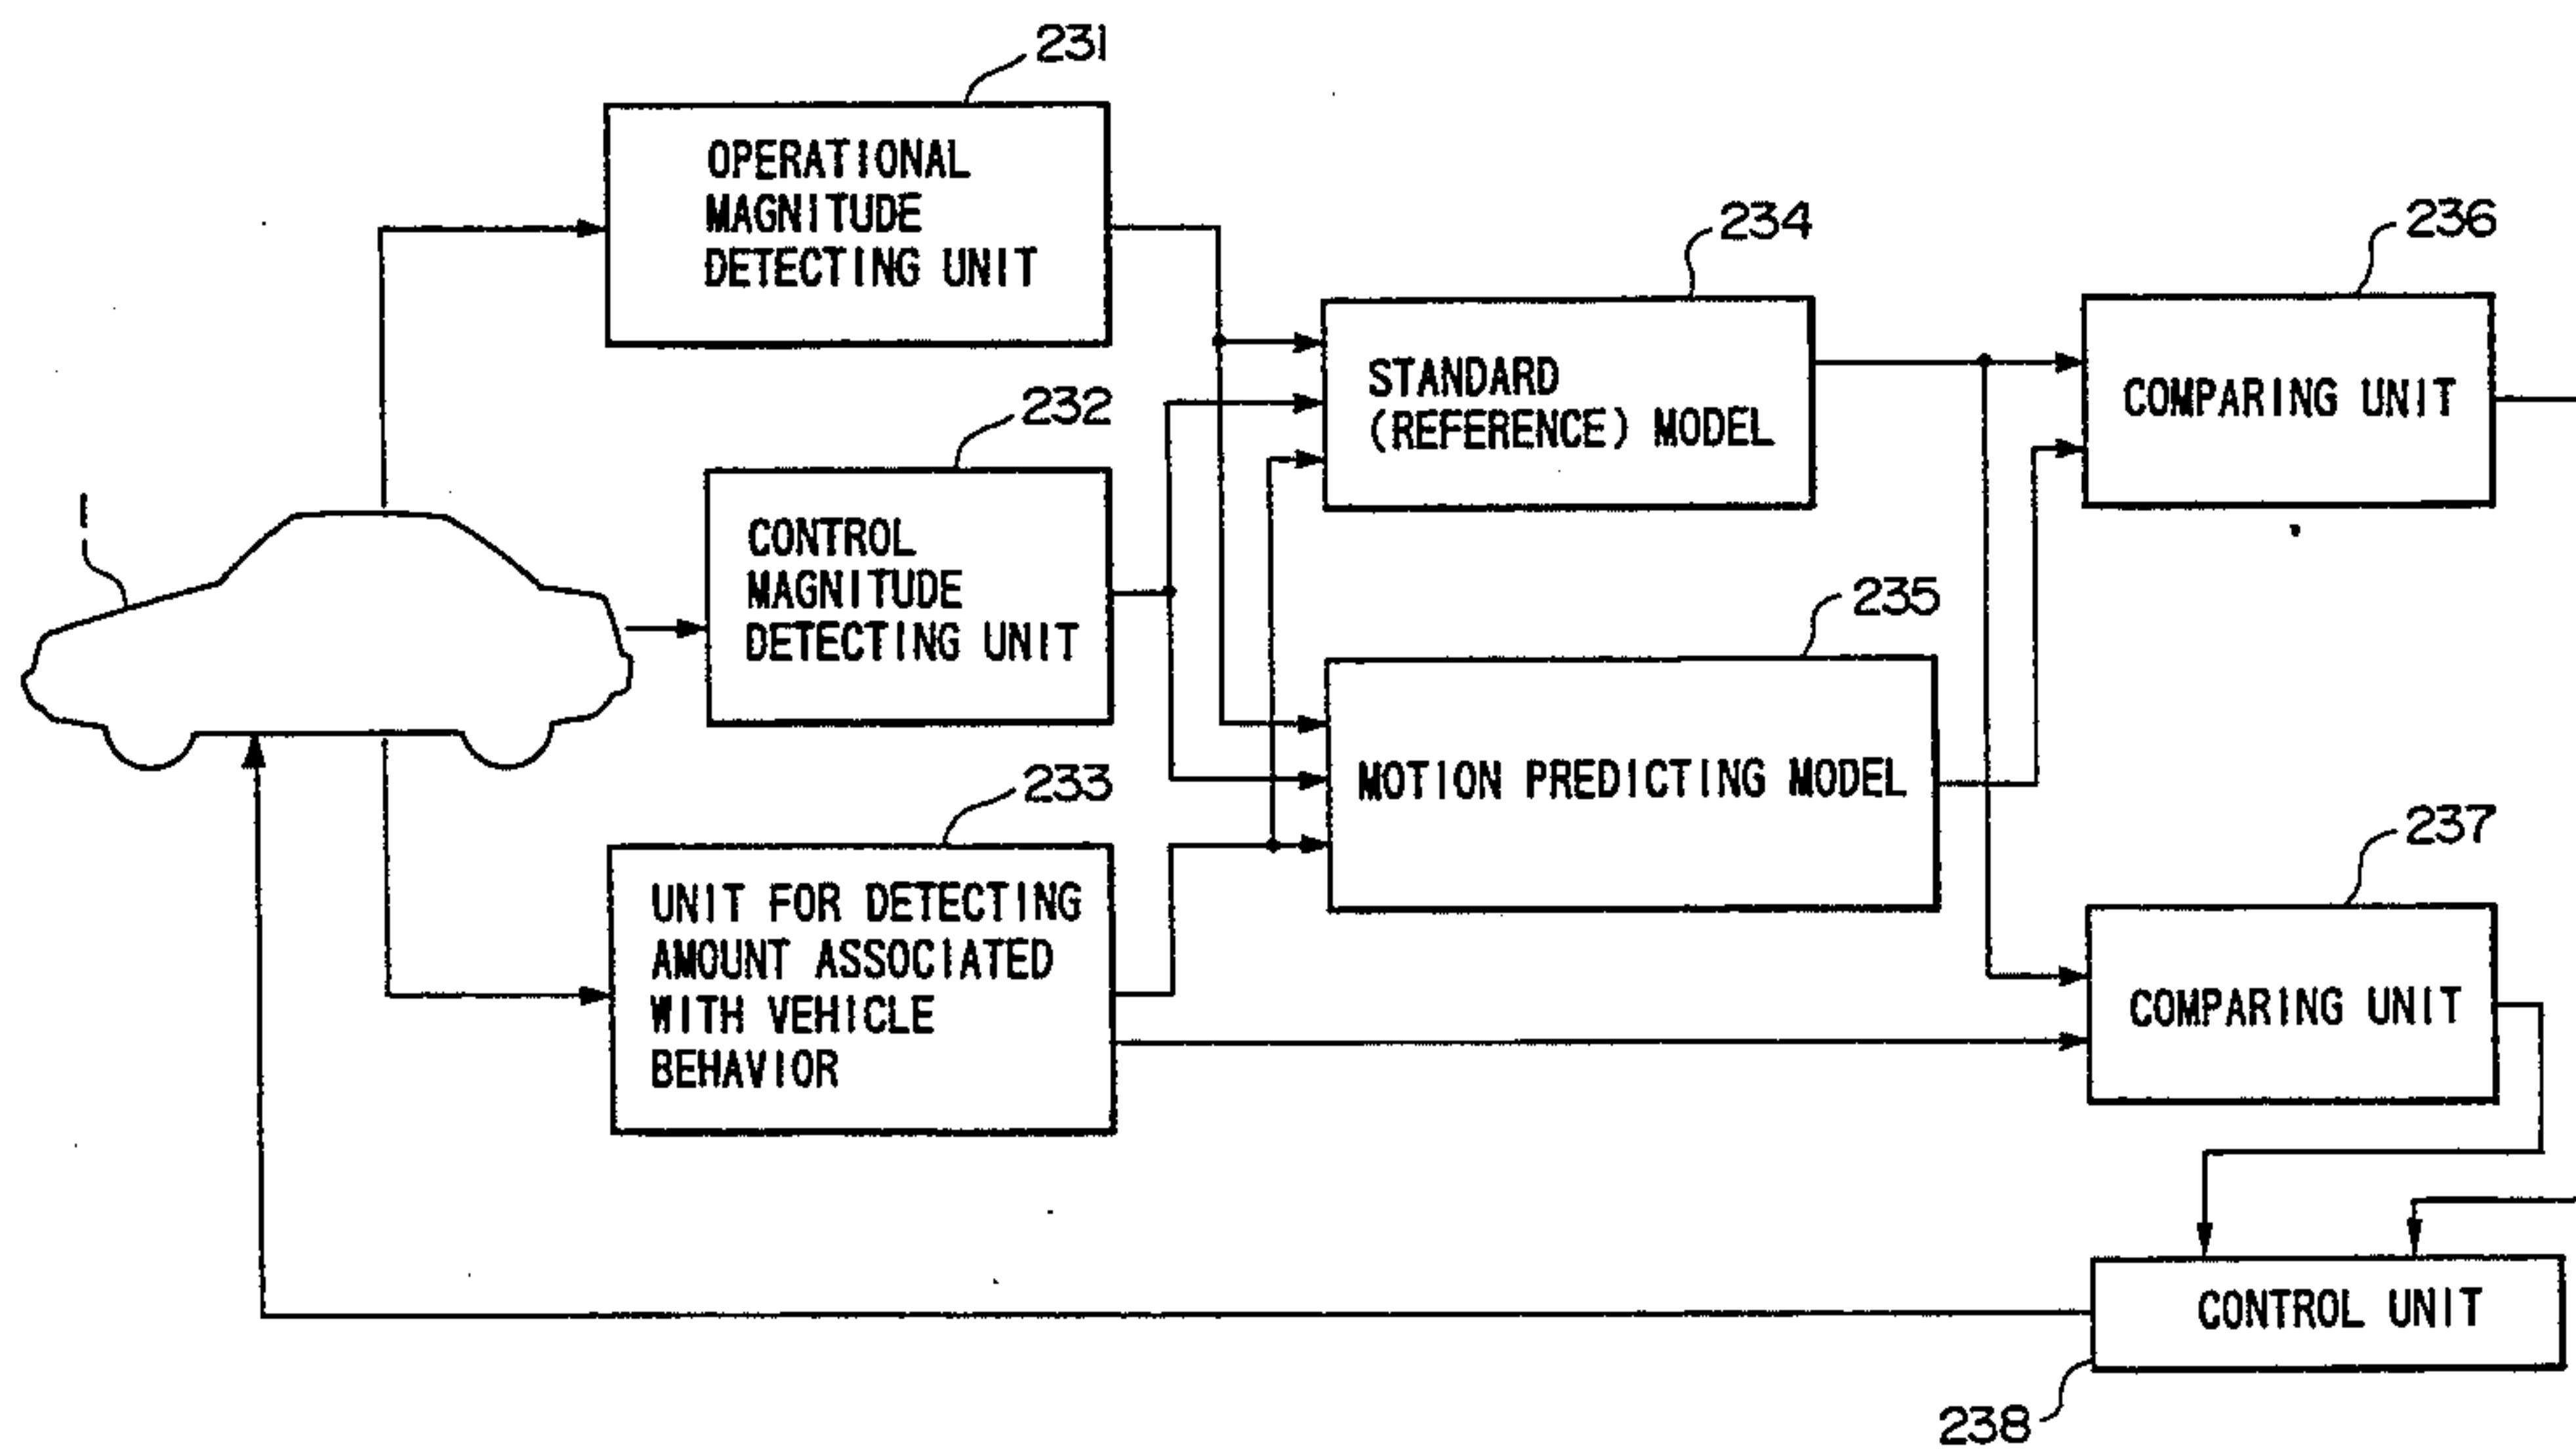 231
OPERATIONAL
MAGNITUDE
DETECTING UNIT
232
CONTROL
MAGNITUDE
DETECTING UNIT
1
233
UNIT FOR DETECTING
AMOUNT ASSOCIATED
WITH VEHICLE
BEHAVIOR
234
STANDARD
(REFERENCE) MODEL
235
MOTION PREDICTING MODEL
236
COMPARING UNIT
237
COMPARING UNIT
CONTROL UNIT
238